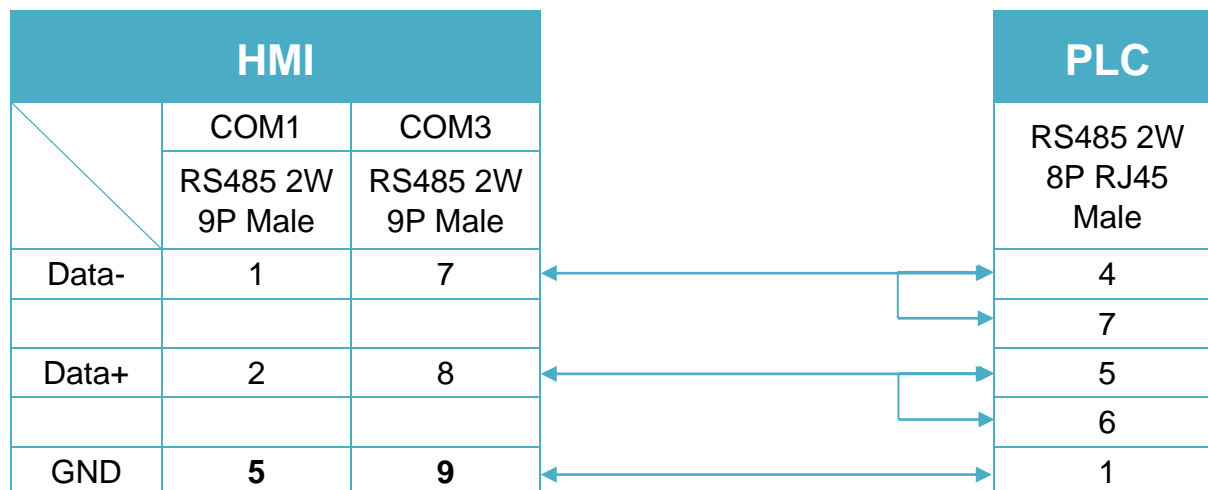 HMI PLC
COM1 COM3
RS485 2W RS485 2W RS485 2W
9P Male 9P Male 8P RJ45
Male
Data- 1 7 4
7
Data+ 2 8 5
6
GND 5 9 1